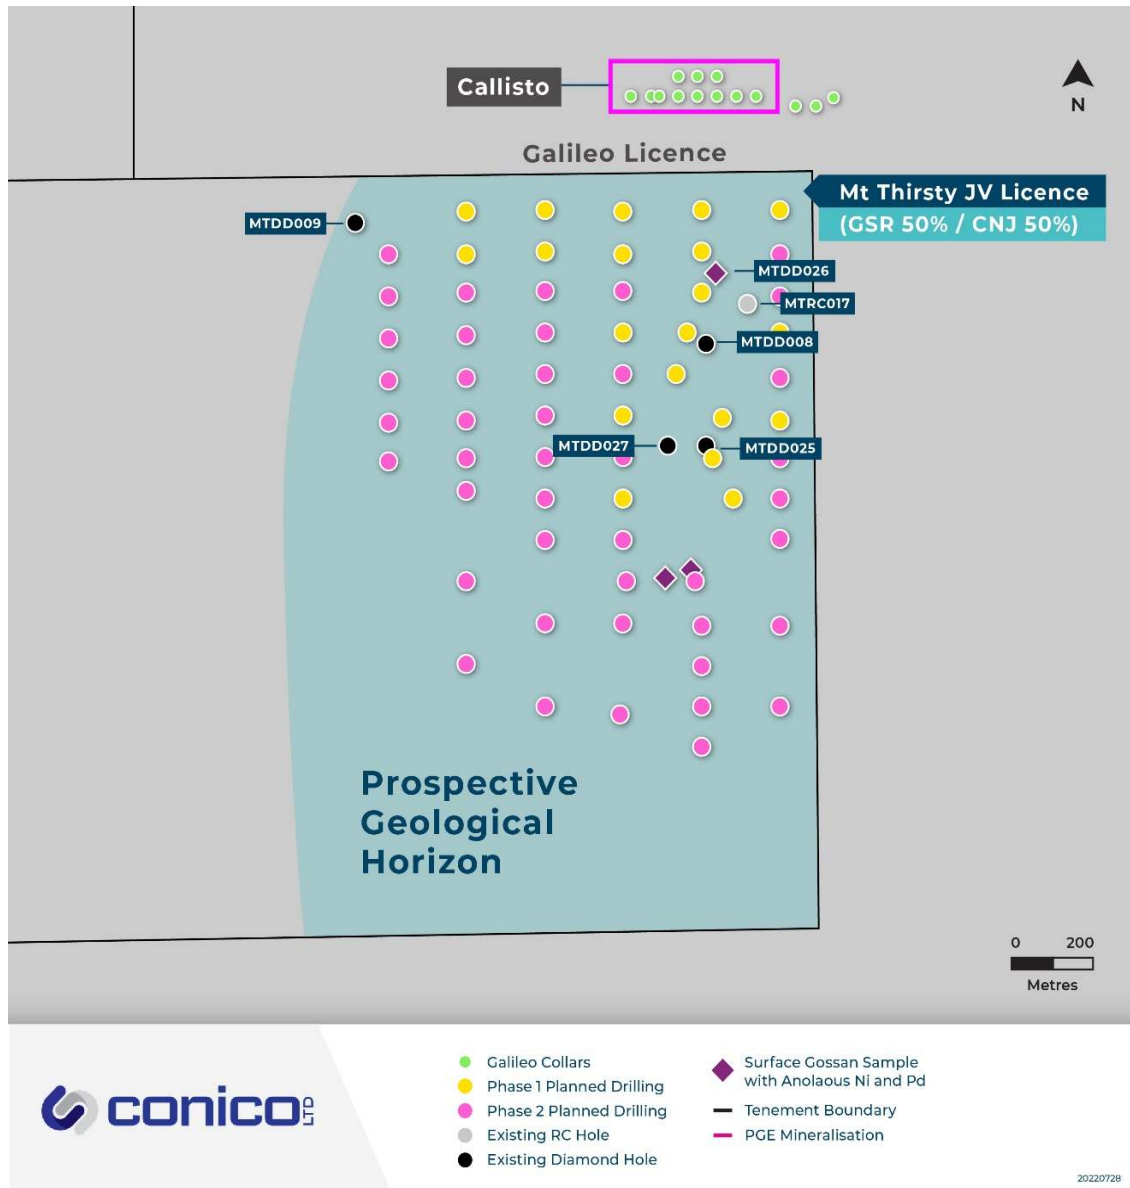 Callisto
N
Galileo Licence
Mt Thirsty JV Licence
(GSR 50% / CNJ 50%)
MTDD009
MTDD026
MTRC017
MTDD008
MTDD027
MTDD025
Prospective
Geological
Horizon
0 200
Metres
conico LTD
Galileo Collars
Phase 1 Planned Drilling
Phase 2 Planned Drilling
Existing RC Hole
Existing Diamond Hole
Surface Gossan Sample
with Anolaous Ni and Pd
Tenement Boundary
PGE Mineralisation
20220728